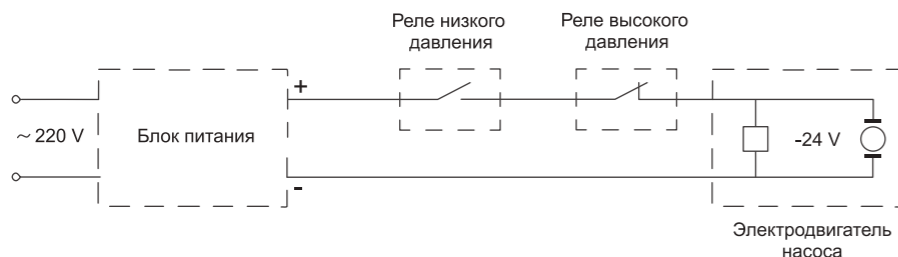 Реле низкого
давления
Реле высокого
давления
+
~ 220 V
Блок питания
-24 V
-
Электродвигатель
насоса